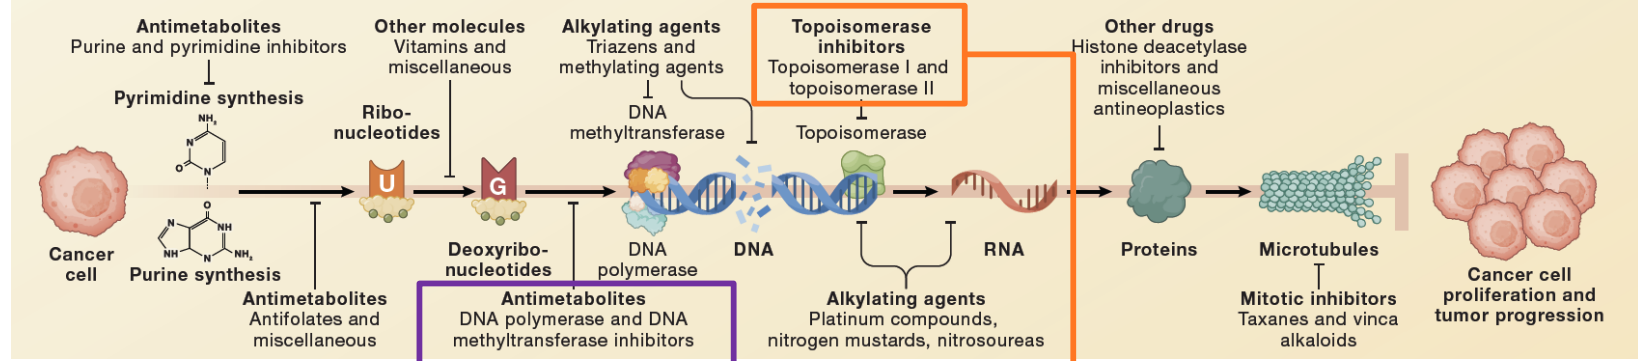 Antimetabolites
Purine and pyrimidine inhibitors
Pyrimidine synthesis
NH₂
N
O
N
O
N
NH
NH
N
NH₂
Purine synthesis
Cancer
cell
Antimetabolites
Antifolates and
miscellaneous
Ribo-
nucleotides
U
Other molecules
Vitamins and
miscellaneous
G
Deoxyribo-
nucleotides
Antimetabolites
DNA polymerase and DNA
methyltransferase inhibitors
Alkylating agents
Triazens and
methylating agents
DNA
methyltransferase
DNA
polymerase
DNA
Topoisomerase
inhibitors
Topoisomerase I and
topoisomerase II
Topoisomerase
Alkylating agents
Platinum compounds,
nitrogen mustards, nitrosoureas
RNA
Other drugs
Histone deacetylase
inhibitors and
miscellaneous
antineoplastics
Proteins
Microtubules
Mitotic inhibitors
Taxanes and vinca
alkaloids
Cancer cell
proliferation and
tumor progression